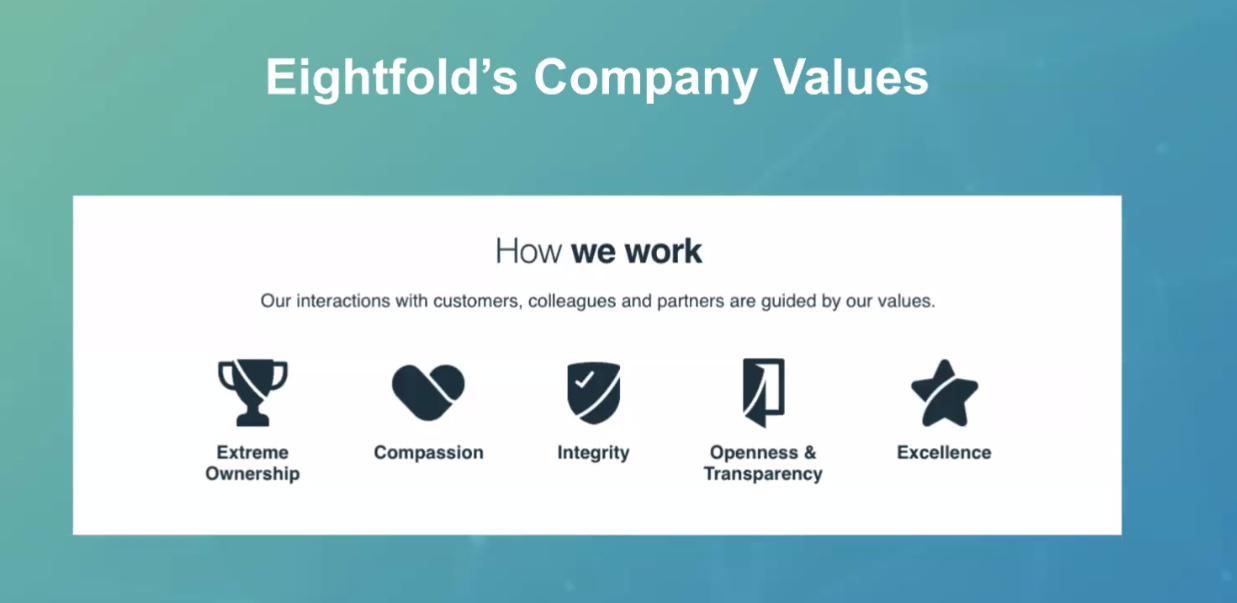 Eightfold’s Company Values
How we work
Our interactions with customers, colleagues and partners are guided by our values.
Extreme
Ownership
Compassion
Integrity
Openness &
Transparency
Excellence